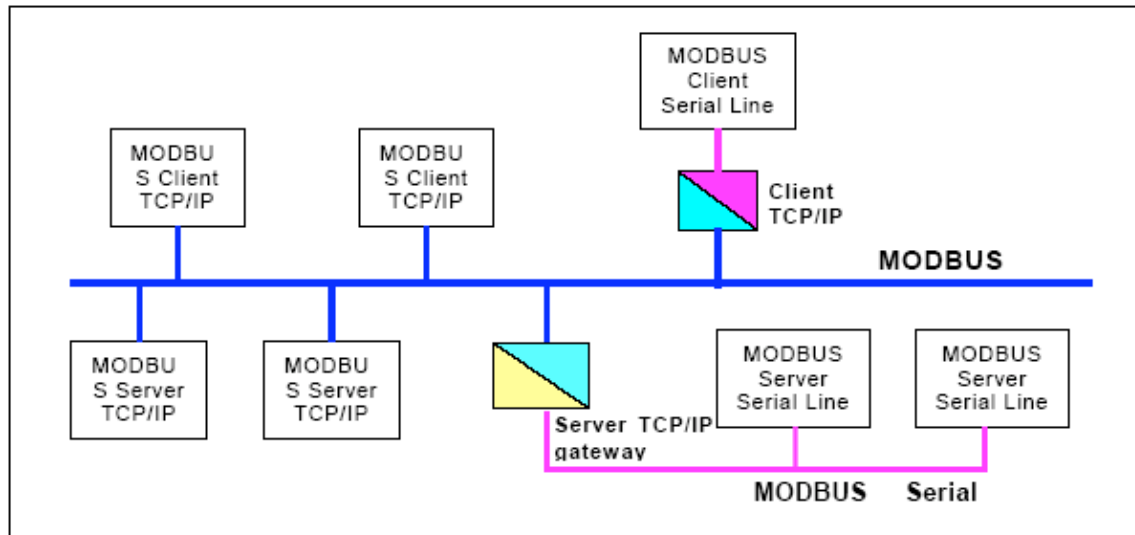 MODBUS
Client
Serial Line
MODBU
S Client
TCP/IP
MODBU
S Client
TCP/IP
Client
TCP/IP
MODBUS
MODBU
S Server
TCP/IP
MODBU
S Server
TCP/IP
MODBUS
Server
Serial Line
MODBUS
Server
Serial Line
Server TCP/IP
gateway
MODBUS Serial